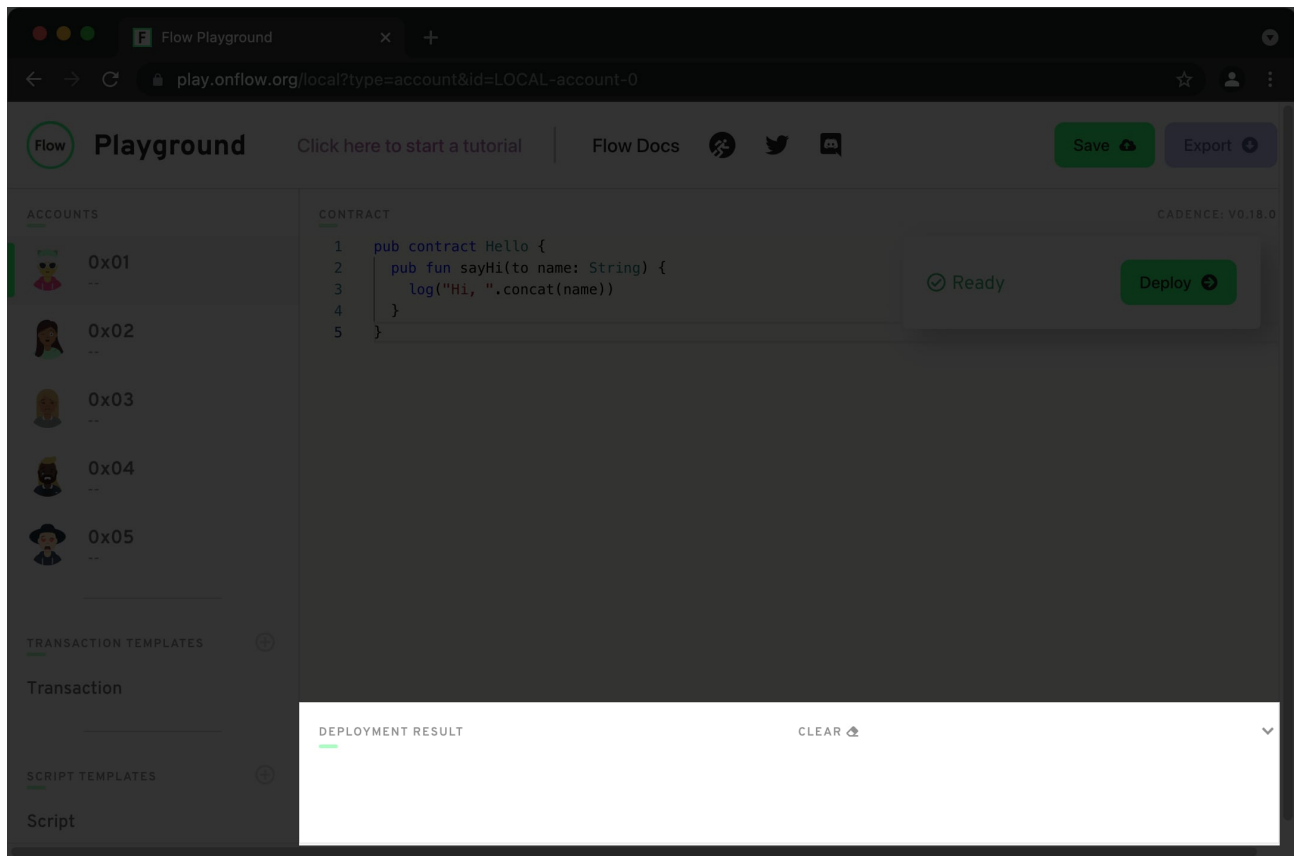 F Flow Playground
play.onflow.org/local?type=account&id=LOCAL-account-0
Flow Playground
Click here to start a tutorial
Flow Docs
Save
Export
ACCOUNTS
0x01
--
0x02
--
0x03
--
0x04
--
0x05
--
TRANSACTION TEMPLATES
Transaction
SCRIPT TEMPLATES
Script
CONTRACT
CADENCE: V0.18.0
1 pub contract Hello {
2 pub fun sayHi(to name: String) {
3 log("Hi, ".concat(name))
4 }
5 }
Ready
Deploy
DEPLOYMENT RESULT
CLEAR